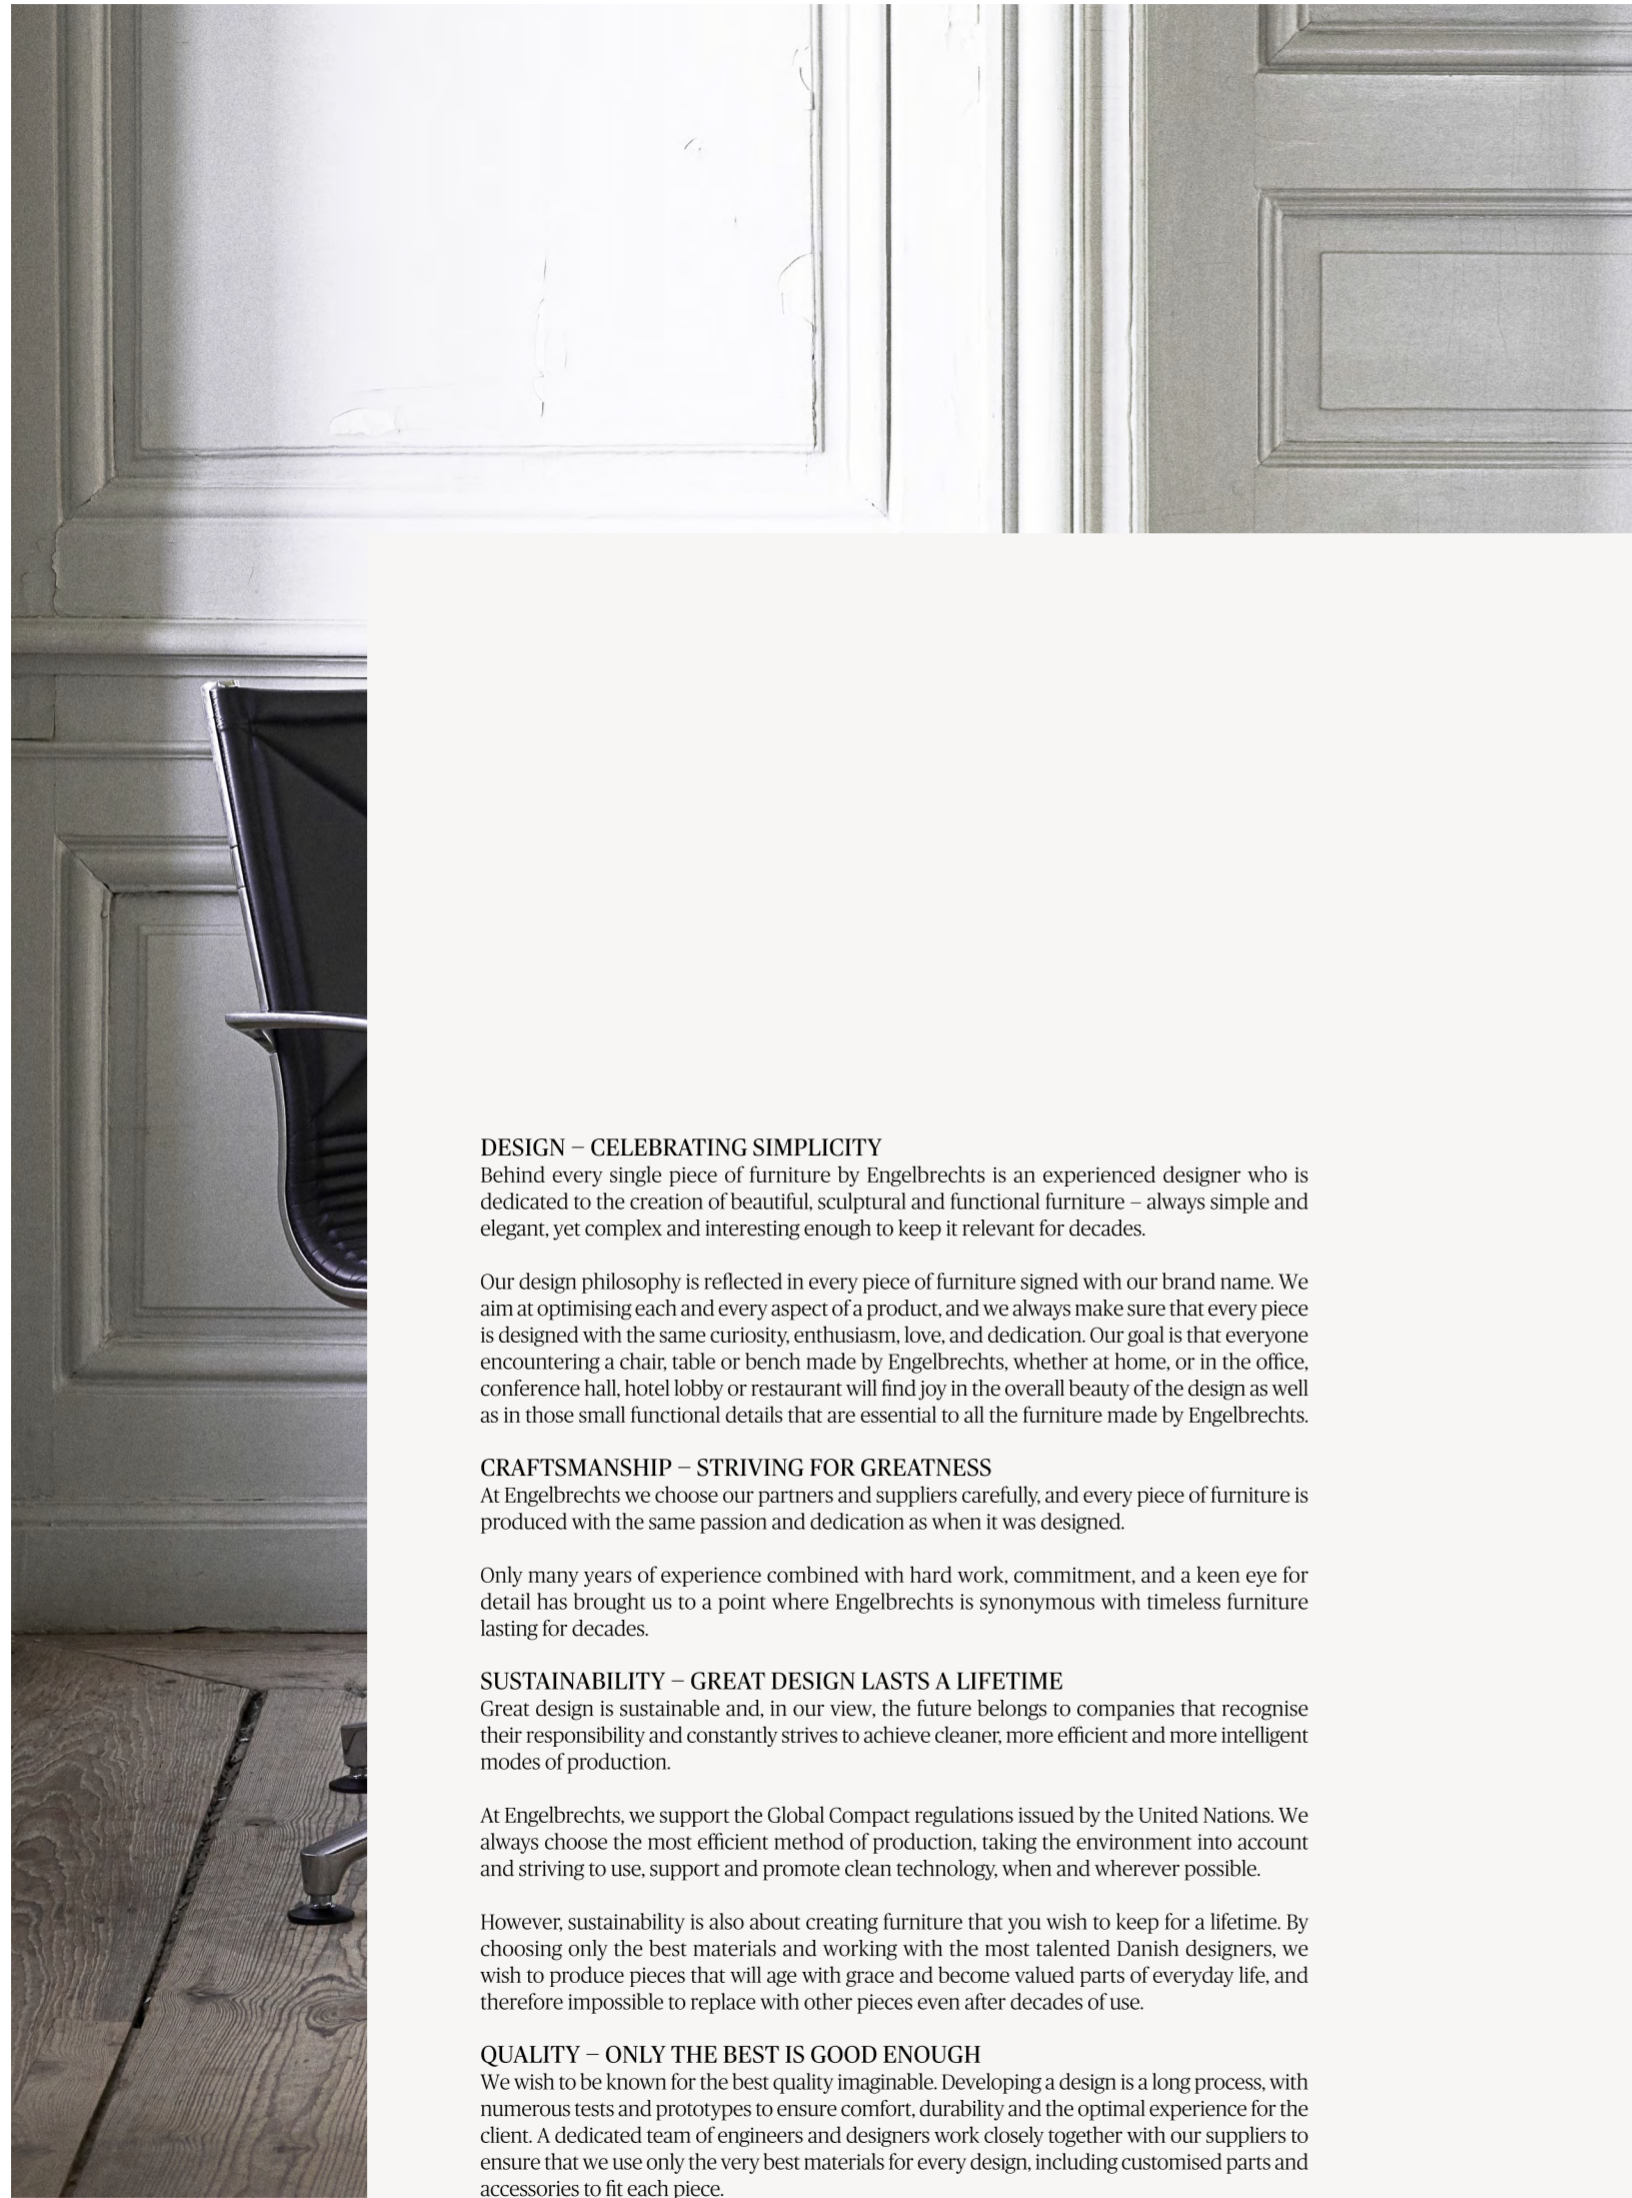 DESIGN – CELEBRATING SIMPLICITY
Behind every single piece of furniture by Engelbrechts is an experienced designer who is
dedicated to the creation of beautiful, sculptural and functional furniture – always simple and
elegant, yet complex and interesting enough to keep it relevant for decades.
Our design philosophy is reflected in every piece of furniture signed with our brand name. We
aim at optimising each and every aspect of a product, and we always make sure that every piece
is designed with the same curiosity, enthusiasm, love, and dedication. Our goal is that everyone
encountering a chair, table or bench made by Engelbrechts, whether at home, or in the office,
conference hall, hotel lobby or restaurant will find joy in the overall beauty of the design as well
as in those small functional details that are essential to all the furniture made by Engelbrechts.
CRAFTSMANSHIP – STRIVING FOR GREATNESS
At Engelbrechts we choose our partners and suppliers carefully, and every piece of furniture is
produced with the same passion and dedication as when it was designed.
Only many years of experience combined with hard work, commitment, and a keen eye for
detail has brought us to a point where Engelbrechts is synonymous with timeless furniture
lasting for decades.
SUSTAINABILITY – GREAT DESIGN LASTS A LIFETIME
Great design is sustainable and, in our view, the future belongs to companies that recognise
their responsibility and constantly strives to achieve cleaner, more efficient and more intelligent
modes of production.
At Engelbrechts, we support the Global Compact regulations issued by the United Nations. We
always choose the most efficient method of production, taking the environment into account
and striving to use, support and promote clean technology, when and wherever possible.
However, sustainability is also about creating furniture that you wish to keep for a lifetime. By
choosing only the best materials and working with the most talented Danish designers, we
wish to produce pieces that will age with grace and become valued parts of everyday life, and
therefore impossible to replace with other pieces even after decades of use.
QUALITY – ONLY THE BEST IS GOOD ENOUGH
We wish to be known for the best quality imaginable. Developing a design is a long process, with
numerous tests and prototypes to ensure comfort, durability and the optimal experience for the
client. A dedicated team of engineers and designers work closely together with our suppliers to
ensure that we use only the very best materials for every design, including customised parts and
accessories to fit each piece.